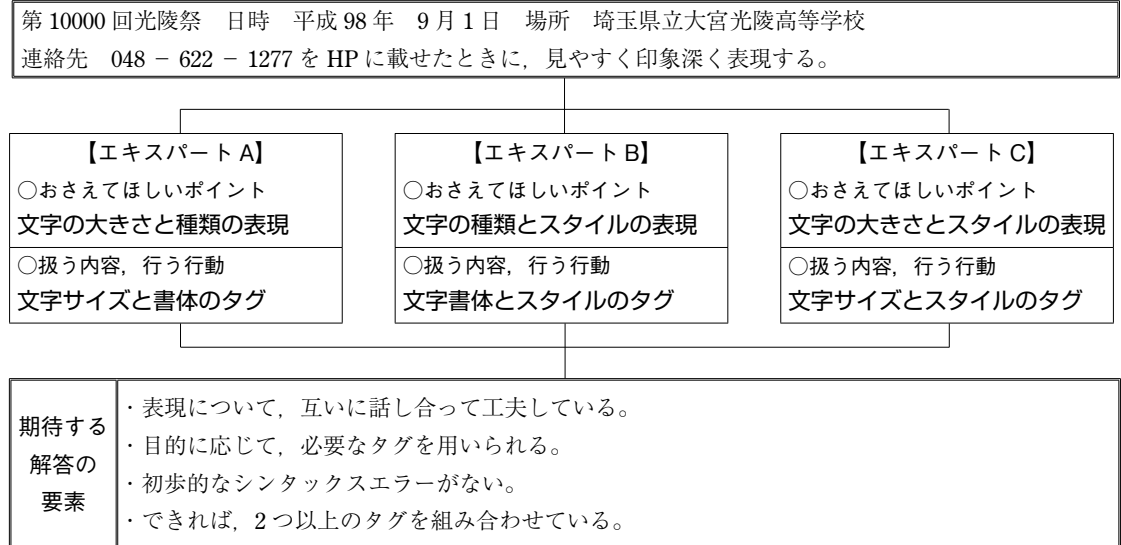 第 10000 回光陵祭　日時　平成 98 年　9 月 1 日　場所　埼玉県立大宮光陵高等学校
連絡先　048 − 622 − 1277 を HP に載せたときに，見やすく印象深く表現する。
【エキスパート A】
○おさえてほしいポイント
文字の大きさと種類の表現
○扱う内容，行う行動
文字サイズと書体のタグ
【エキスパート B】
○おさえてほしいポイント
文字の種類とスタイルの表現
○扱う内容，行う行動
文字書体とスタイルのタグ
【エキスパート C】
○おさえてほしいポイント
文字の大きさとスタイルの表現
○扱う内容，行う行動
文字サイズとスタイルのタグ
期待する
解答の
要素
・表現について，互いに話し合って工夫している。
・目的に応じて，必要なタグを用いられる。
・初歩的なシンタックスエラーがない。
・できれば，2 つ以上のタグを組み合わせている。